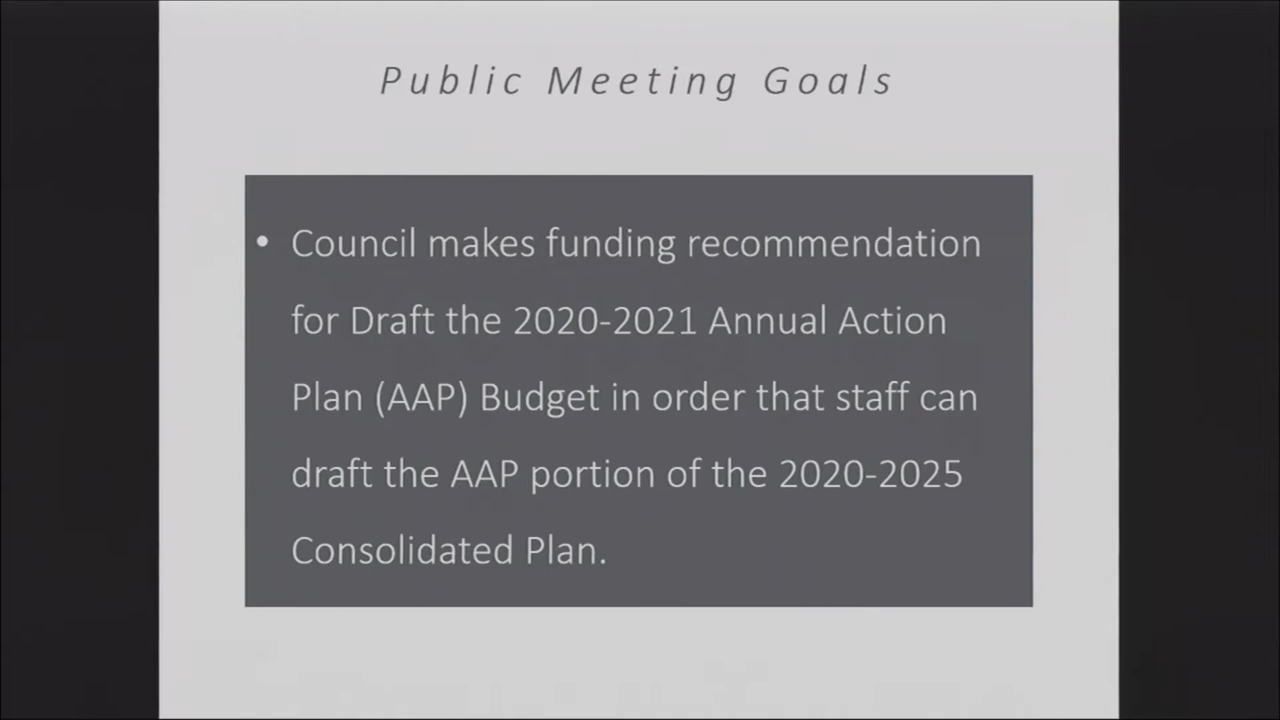 Public Meeting Goals
• Council makes funding recommendation
for Draft the 2020-2021 Annual Action
Plan (AAP) Budget in order that staff can
draft the AAP portion of the 2020-2025
Consolidated Plan.